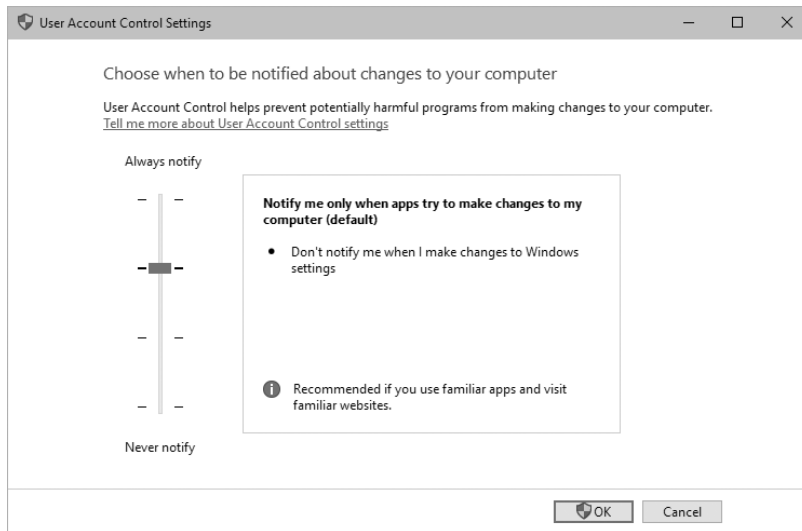 User Account Control Settings
Choose when to be notified about changes to your computer
User Account Control helps prevent potentially harmful programs from making changes to your computer.
Tell me more about User Account Control settings
Always notify
Notify me only when apps try to make changes to my
computer (default)
• Don't notify me when I make changes to Windows
settings
Recommended if you use familiar apps and visit
familiar websites.
Never notify
OK
Cancel